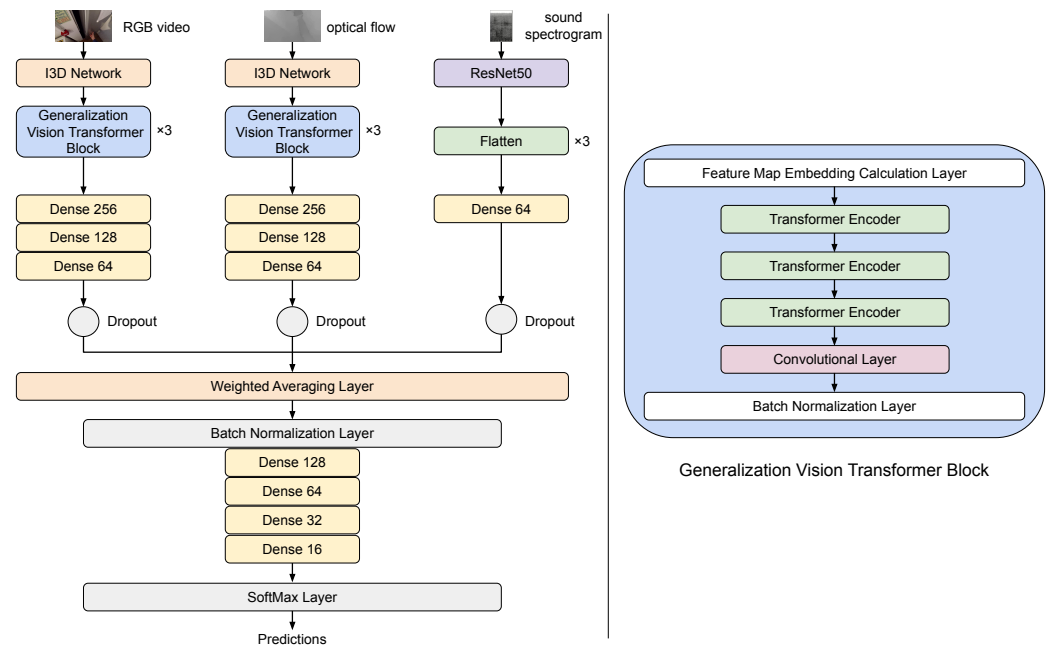 RGB video
optical flow
sound
spectrogram
I3D Network
I3D Network
ResNet50
Generalization
Vision Transformer
Block
×3
Generalization
Vision Transformer
Block
×3
Flatten
×3
Dense 256
Dense 128
Dense 64
Dense 256
Dense 128
Dense 64
Dense 64
Dropout
Dropout
Dropout
Weighted Averaging Layer
Batch Normalization Layer
Dense 128
Dense 64
Dense 32
Dense 16
SoftMax Layer
Predictions
Feature Map Embedding Calculation Layer
Transformer Encoder
Transformer Encoder
Transformer Encoder
Convolutional Layer
Batch Normalization Layer
Generalization Vision Transformer Block